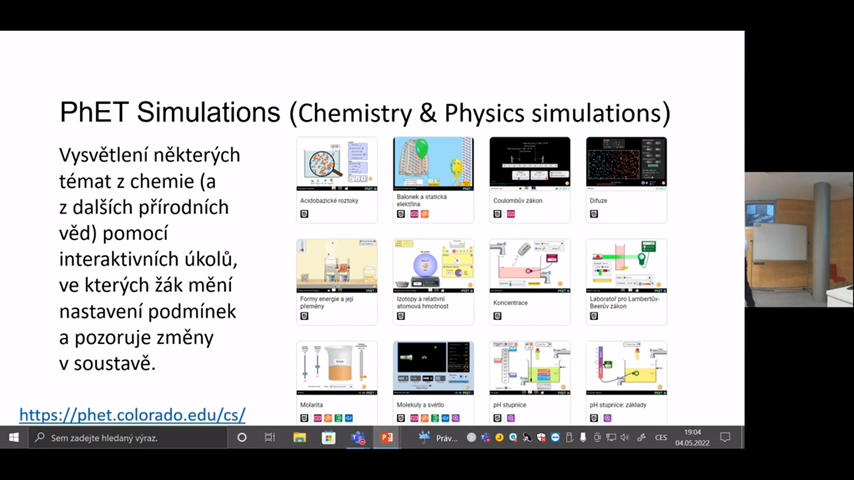 PhET Simulations (Chemistry & Physics simulations)
Vysvětlení některých
témat z chemie (a
z dalších přírodních
věd) pomocí
interaktivních úkolů,
ve kterých žák mění
nastavení podmínek
a pozoruje změny
v soustavě.
https://phet.colorado.edu/cs/
Acidobazické roztoky
Balonek a statická
elektřina
Coulombův zákon
Difuze
Formy energie a její
přeměny
Izotopy a relativní
atomová hmotnost
Koncentrace
Laboratoř pro Lambertův-
Beerův zákon
Molarita
Molekuly a světlo
pH stupnice
pH stupnice: základy
Sem zadejte hledaný výraz.
Práv...
CES
19:04
04.05.2022